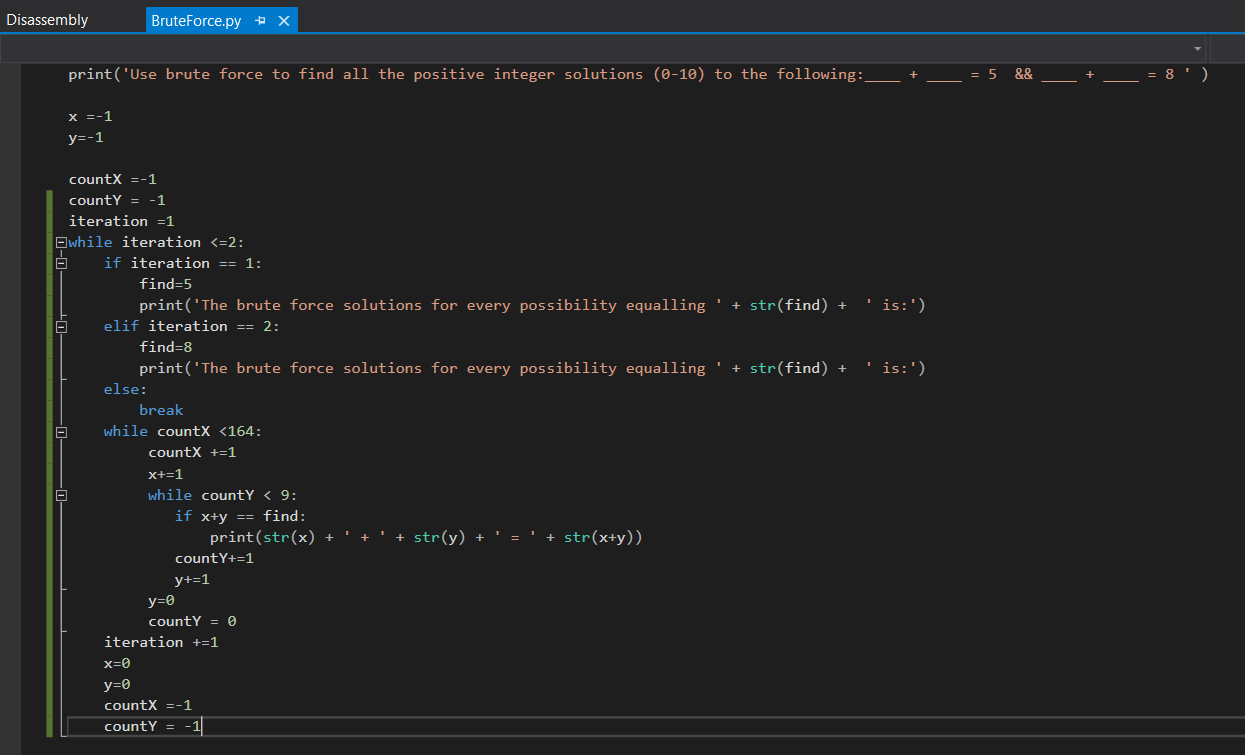 Disassembly BruteForce.py
print('Use brute force to find all the positive integer solutions (0-10) to the following:____ + ____ = 5  && ____ + ____ = 8 ' )
x =-1
y=-1
countX =-1
countY = -1
iteration =1
while iteration <=2:
    if iteration == 1:
        find=5
        print('The brute force solutions for every possibility equalling ' + str(find) +  ' is:')
    elif iteration == 2:
        find=8
        print('The brute force solutions for every possibility equalling ' + str(find) +  ' is:')
    else:
        break
    while countX <164:
         countX +=1
         x+=1
         while countY < 9:
            if x+y == find:
                print(str(x) + ' + ' + str(y) + ' = ' + str(x+y))
            countY+=1
            y+=1
         y=0
         countY = 0
    iteration +=1
    x=0
    y=0
    countX =-1
    countY = -1